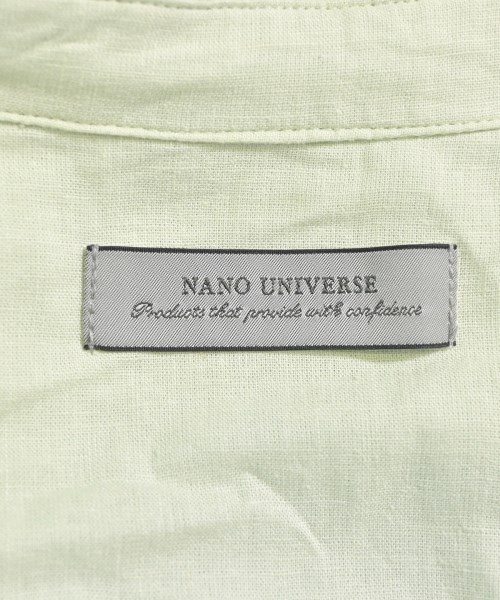 NANO UNIVERSE
Products that provide with confidence